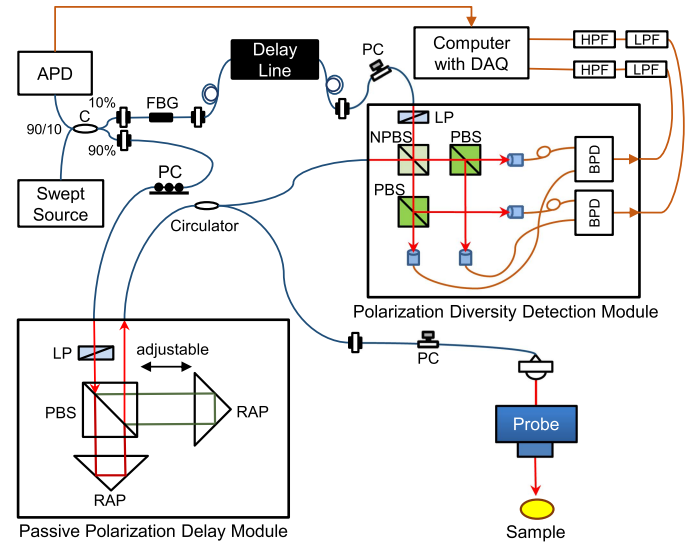 APD
C
90/10
10%
90%
FBG
Delay
Line
PC
Computer
with DAQ
HPF
LPF
HPF
LPF
Swept
Source
PC
Circulator
LP
NPBS
PBS
PBS
BPD
BPD
Polarization Diversity Detection Module
LP
adjustable
PBS
RAP
RAP
Passive Polarization Delay Module
PC
Probe
Sample